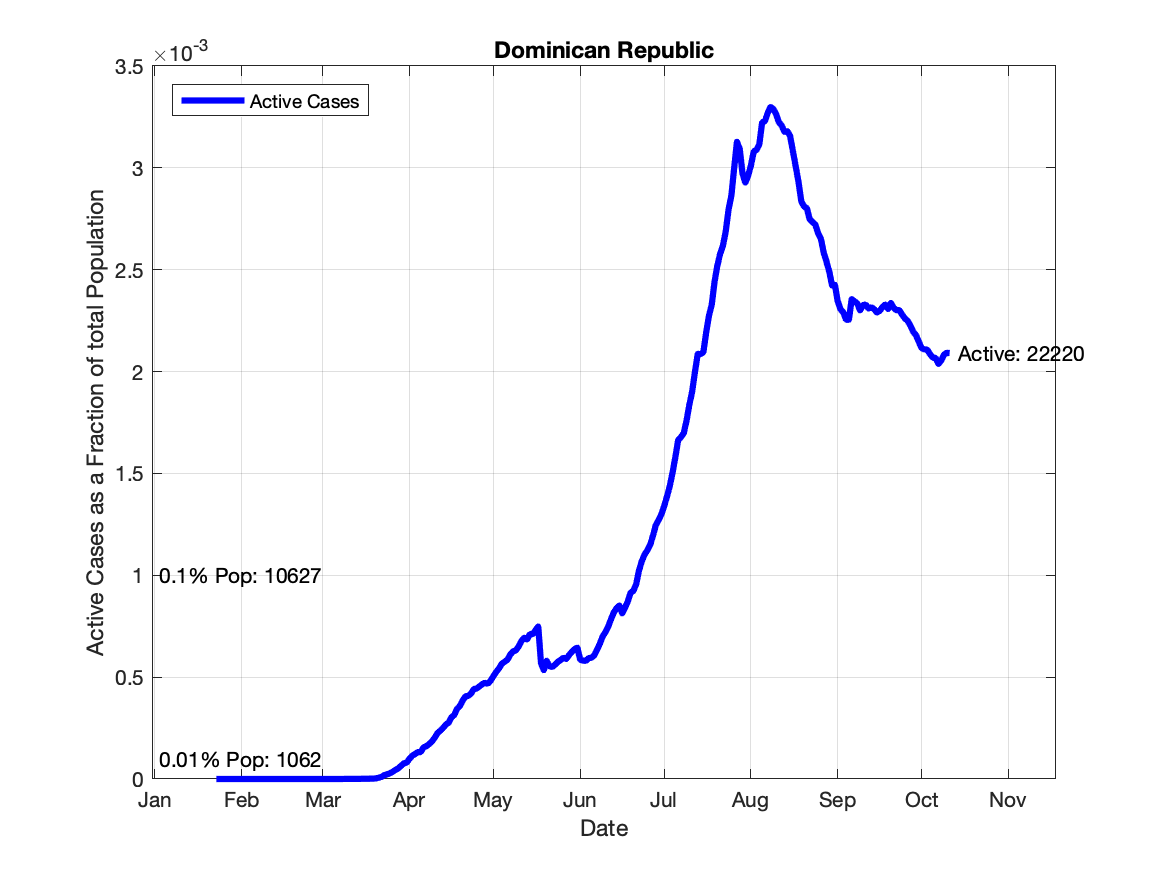 Dominican Republic
×10-3
3.5
3
2.5
2
1.5
1
0.5
0
Active Cases as a Fraction of total Population
Active Cases
Active: 22220
0.1% Pop: 10627
0.01% Pop: 1062
Jan Feb Mar Apr May Jun Jul Aug Sep Oct Nov
Date